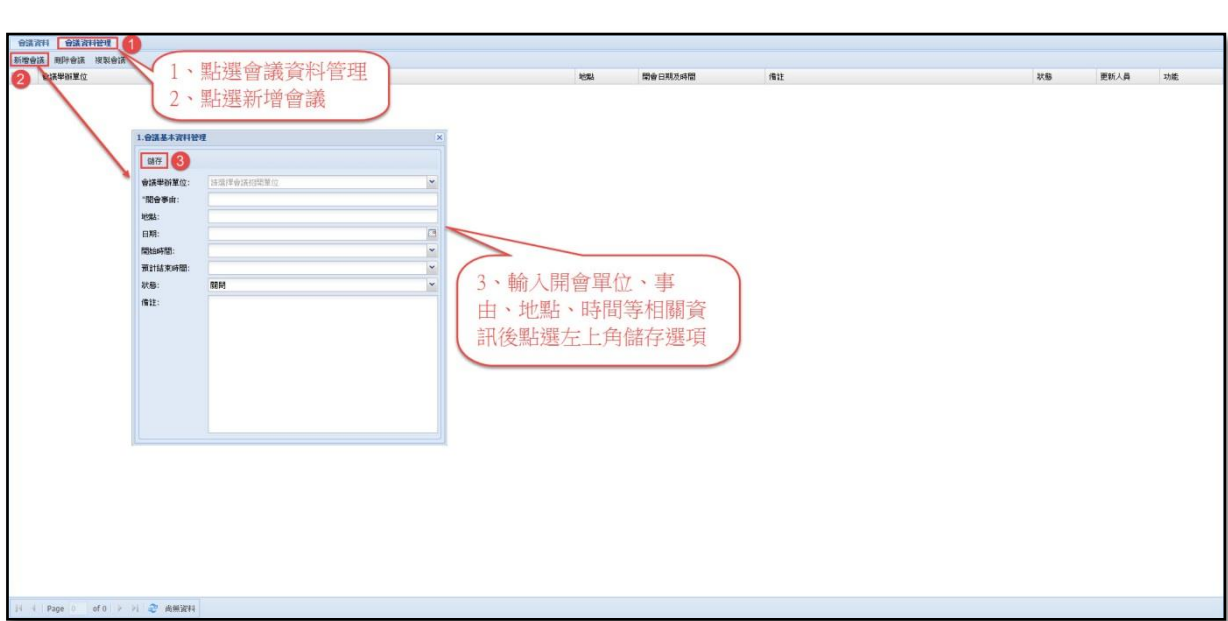 會議資料 會議資料管理 1
新增會議 刪除會議 複製會議
2 會議舉辦單位 地點 開會日期及時間 備註 狀態 更新人員 功能
1、點選會議資料管理
2、點選新增會議
1.會議基本資料管理
儲存 3
會議舉辦單位: 請選擇會議相關單位
*開會事由:
地點:
日期:
開始時間:
預計結束時間:
狀態: 關閉
備註:
3、輸入開會單位、事
由、地點、時間等相關資
訊後點選左上角儲存選項
Page 0 of 0 尚無資料